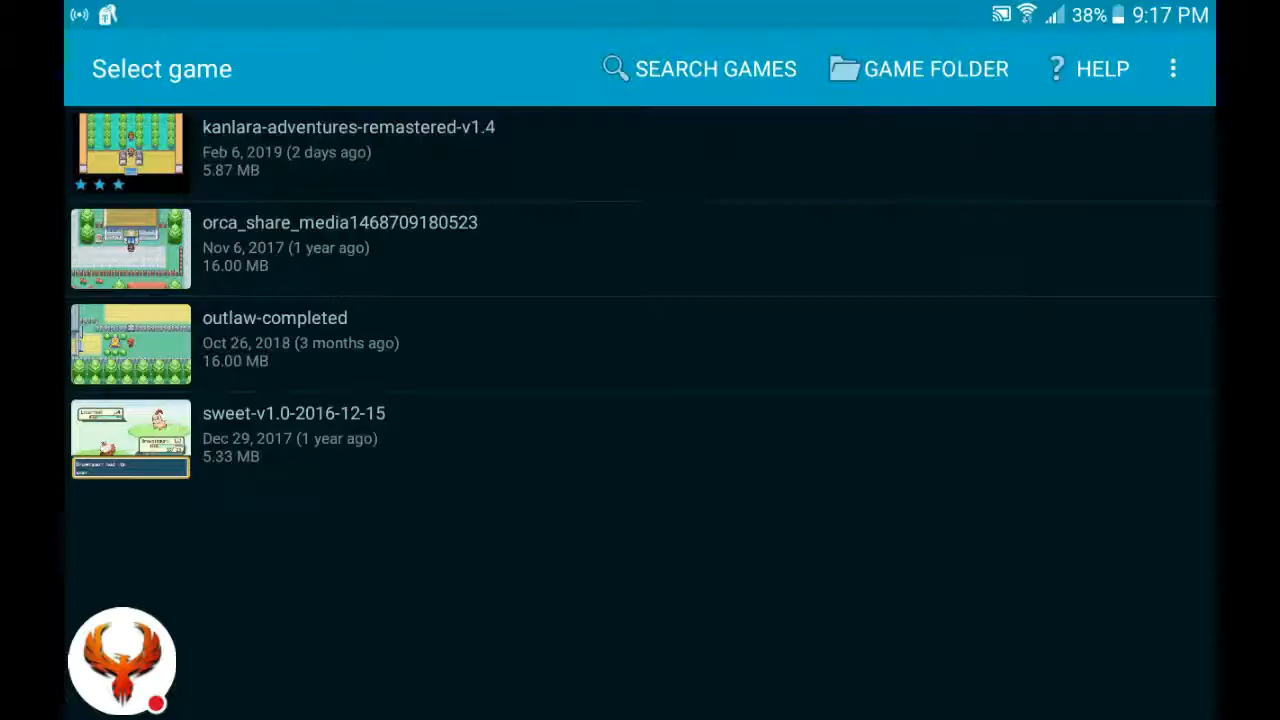 38% 9:17 PM
Select game SEARCH GAMES GAME FOLDER ? HELP
kanlara-adventures-remastered-v1.4
Feb 6, 2019 (2 days ago)
5.87 MB
orca_share_media1468709180523
Nov 6, 2017 (1 year ago)
16.00 MB
outlaw-completed
Oct 26, 2018 (3 months ago)
16.00 MB
sweet-v1.0-2016-12-15
Dec 29, 2017 (1 year ago)
5.33 MB